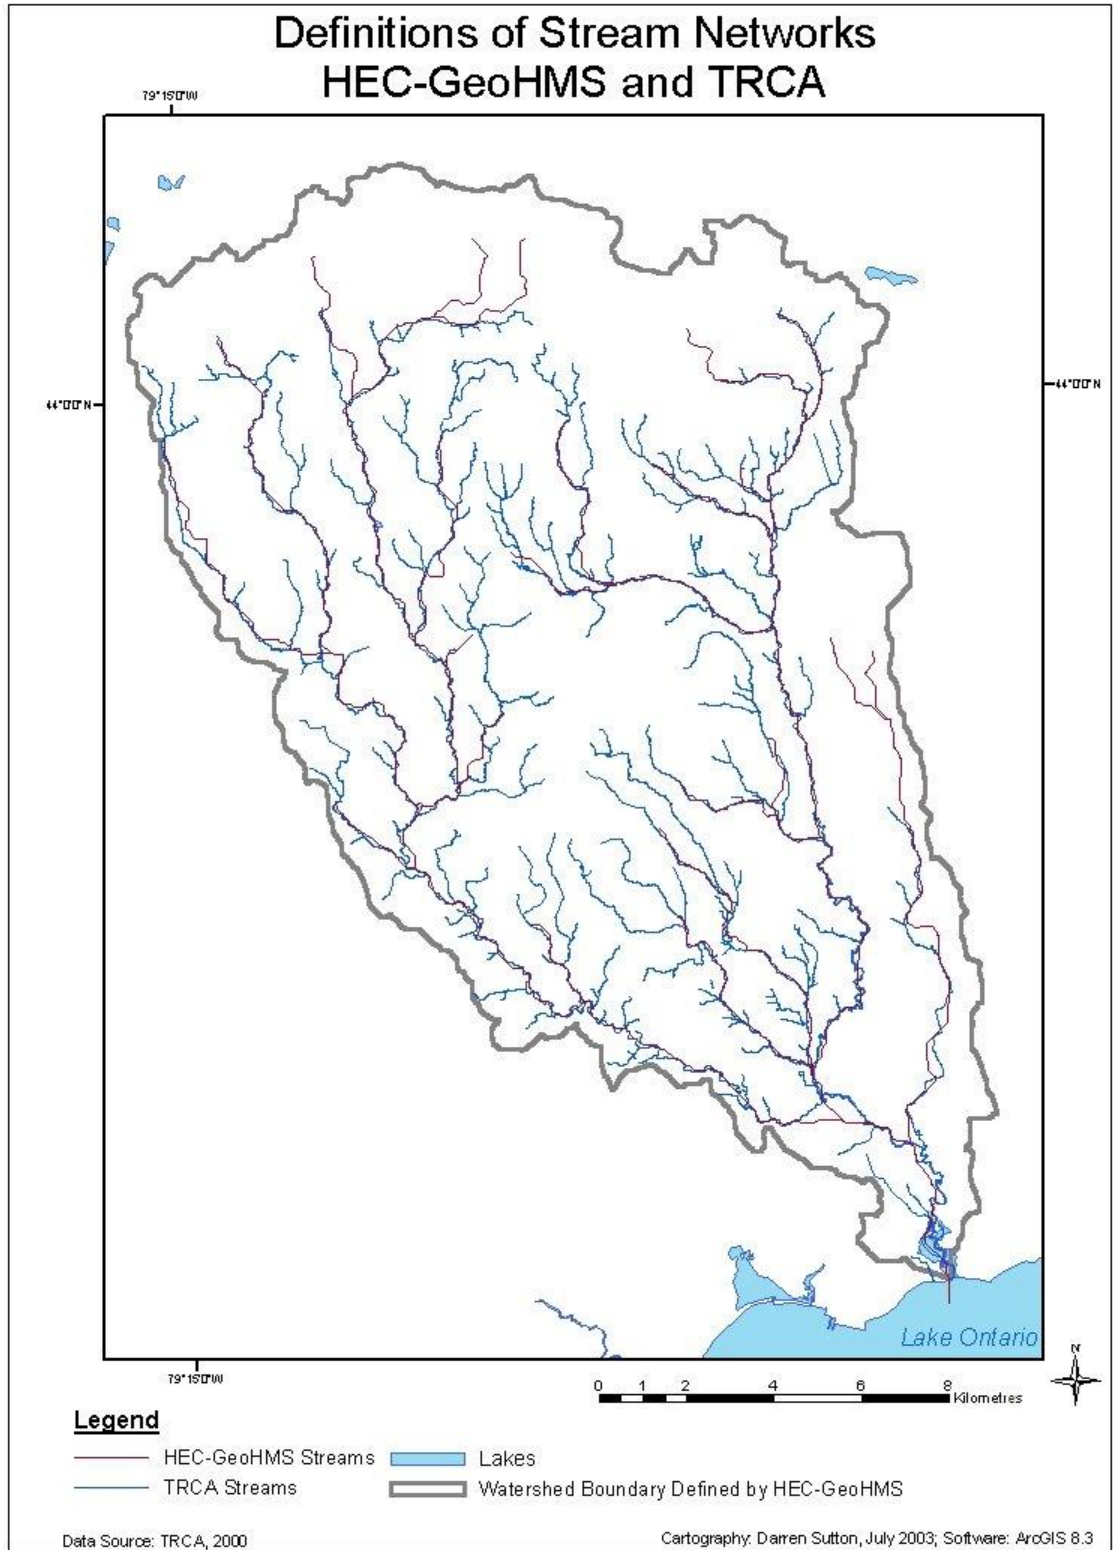 Definitions of Stream Networks
HEC-GeoHMS and TRCA
79°15'0"W
44°0'0"N
44°0'0"N
Lake Ontario
79°15'0"W
N
0 1 2 4 6 8
Kilometres
Legend
HEC-GeoHMS Streams Lakes
TRCA Streams Watershed Boundary Defined by HEC-GeoHMS
Data Source: TRCA, 2000 Cartography: Darren Sutton, July 2003; Software: ArcGIS 8.3